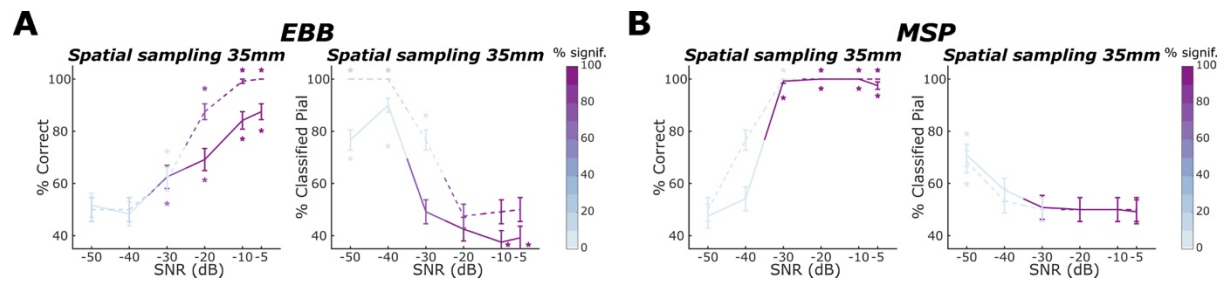 A
EBB
B
MSP
Spatial sampling 35mm
Spatial sampling 35mm
% signif.
Spatial sampling 35mm
Spatial sampling 35mm
% signif.
% Correct
100
80
60
40
-50
-40
-30
-20
-10
-5
SNR (dB)
% Classified Pial
100
80
60
40
-50
-40
-30
-20
-10
-5
SNR (dB)
100
80
60
40
20
0
% Correct
100
80
60
40
-50
-40
-30
-20
-10
-5
SNR (dB)
% Classified Pial
100
80
60
40
-50
-40
-30
-20
-10
-5
SNR (dB)
100
80
60
40
20
0